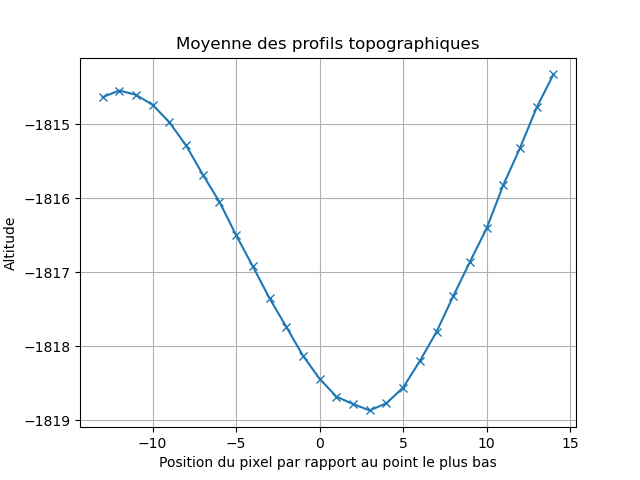 Moyenne des profils topographiques
Altitude
−1815
−1816
−1817
−1818
−1819
−10 −5 0 5 10 15
Position du pixel par rapport au point le plus bas